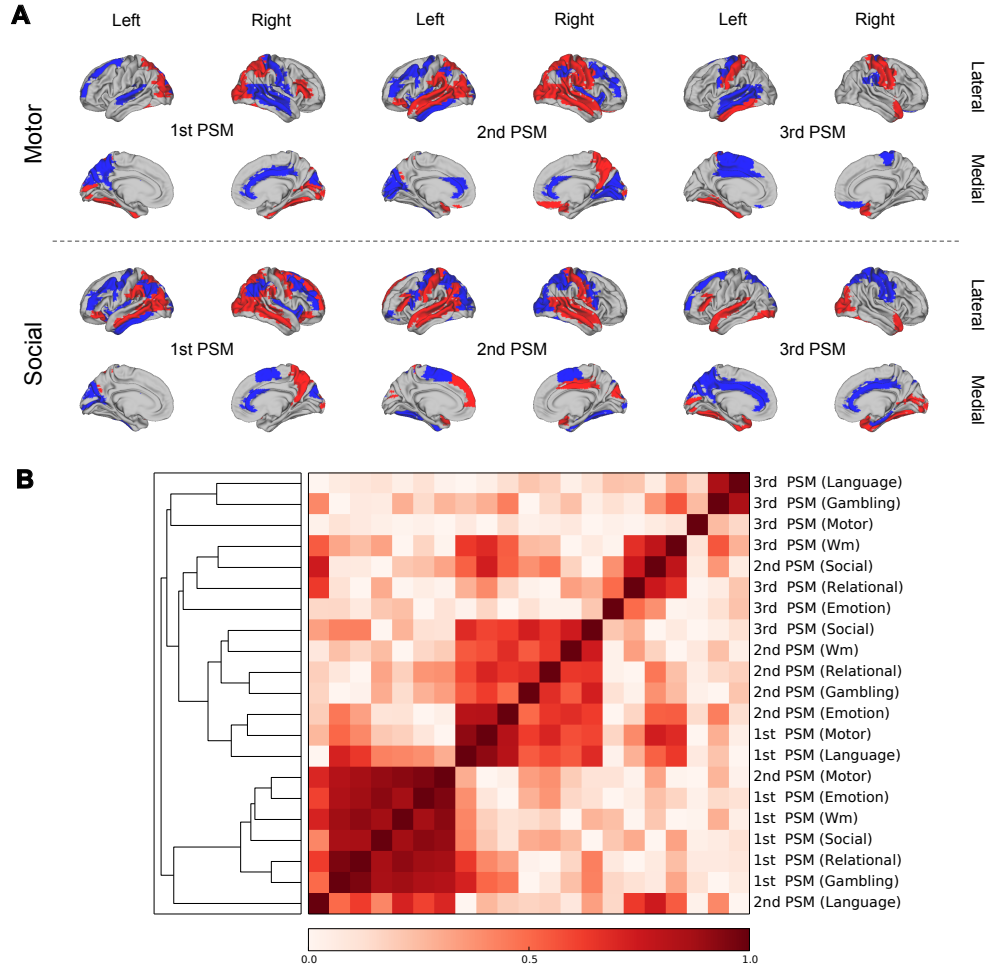 A
Left Right Left Right Left Right
Motor
Lateral
1st PSM 2nd PSM 3rd PSM
Medial
Social
Lateral
1st PSM 2nd PSM 3rd PSM
Medial
B
3rd PSM (Language)
3rd PSM (Gambling)
3rd PSM (Motor)
3rd PSM (Wm)
2nd PSM (Social)
3rd PSM (Relational)
3rd PSM (Emotion)
3rd PSM (Social)
2nd PSM (Wm)
2nd PSM (Relational)
2nd PSM (Gambling)
2nd PSM (Emotion)
1st PSM (Motor)
1st PSM (Language)
2nd PSM (Motor)
1st PSM (Emotion)
1st PSM (Wm)
1st PSM (Social)
1st PSM (Relational)
1st PSM (Gambling)
2nd PSM (Language)
0.0 0.5 1.0